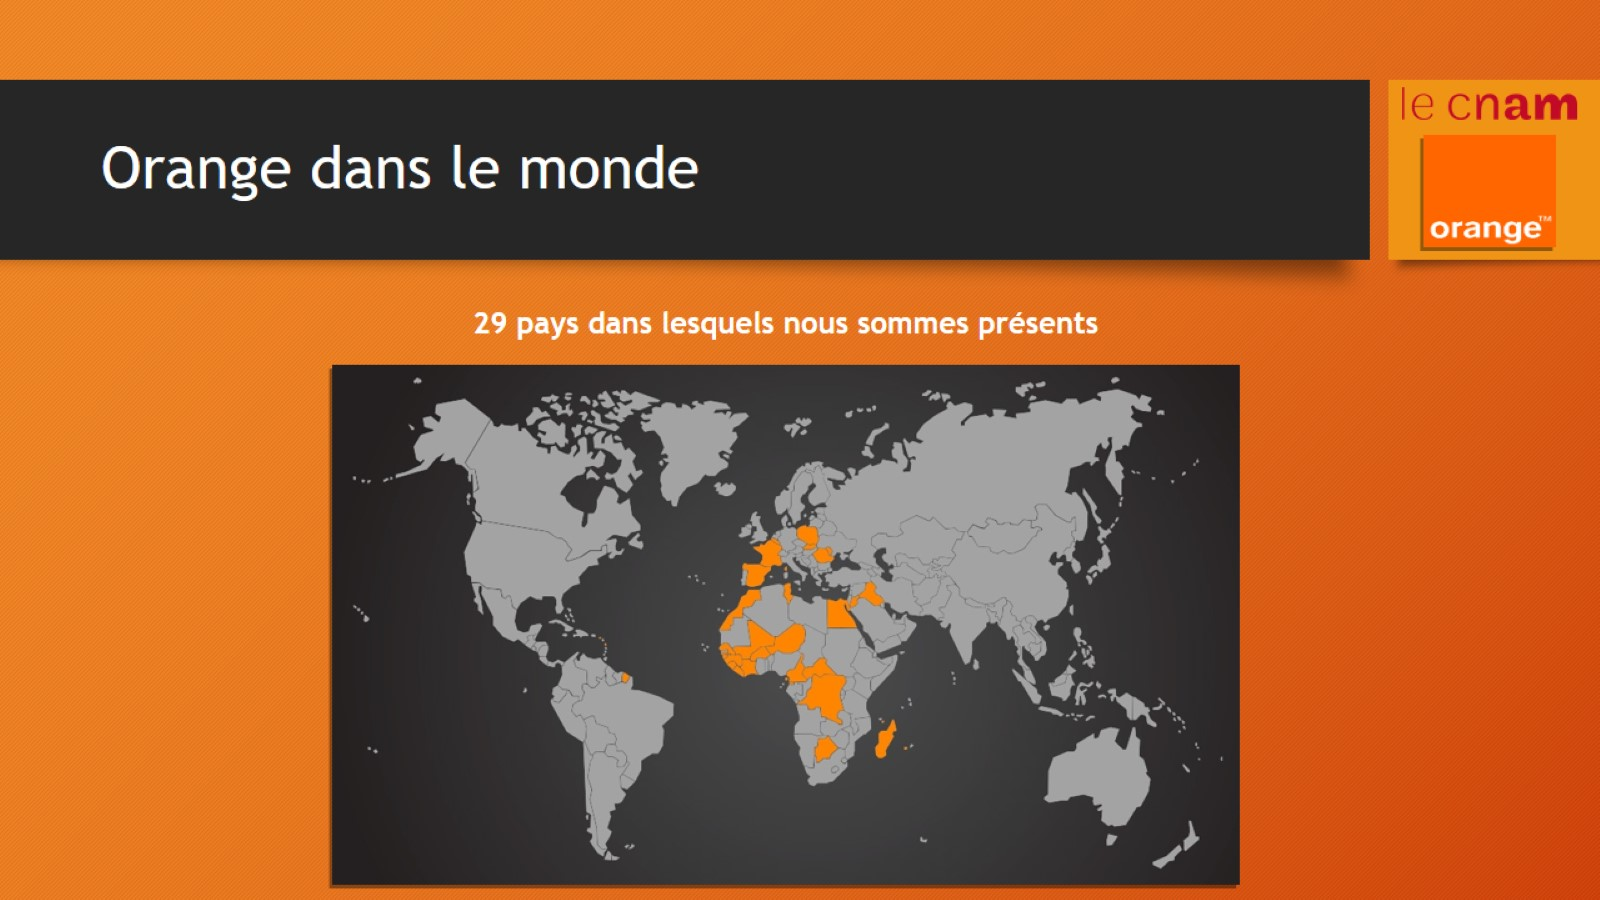 le cnam
Orange dans le monde
orange™
29 pays dans lesquels nous sommes présents